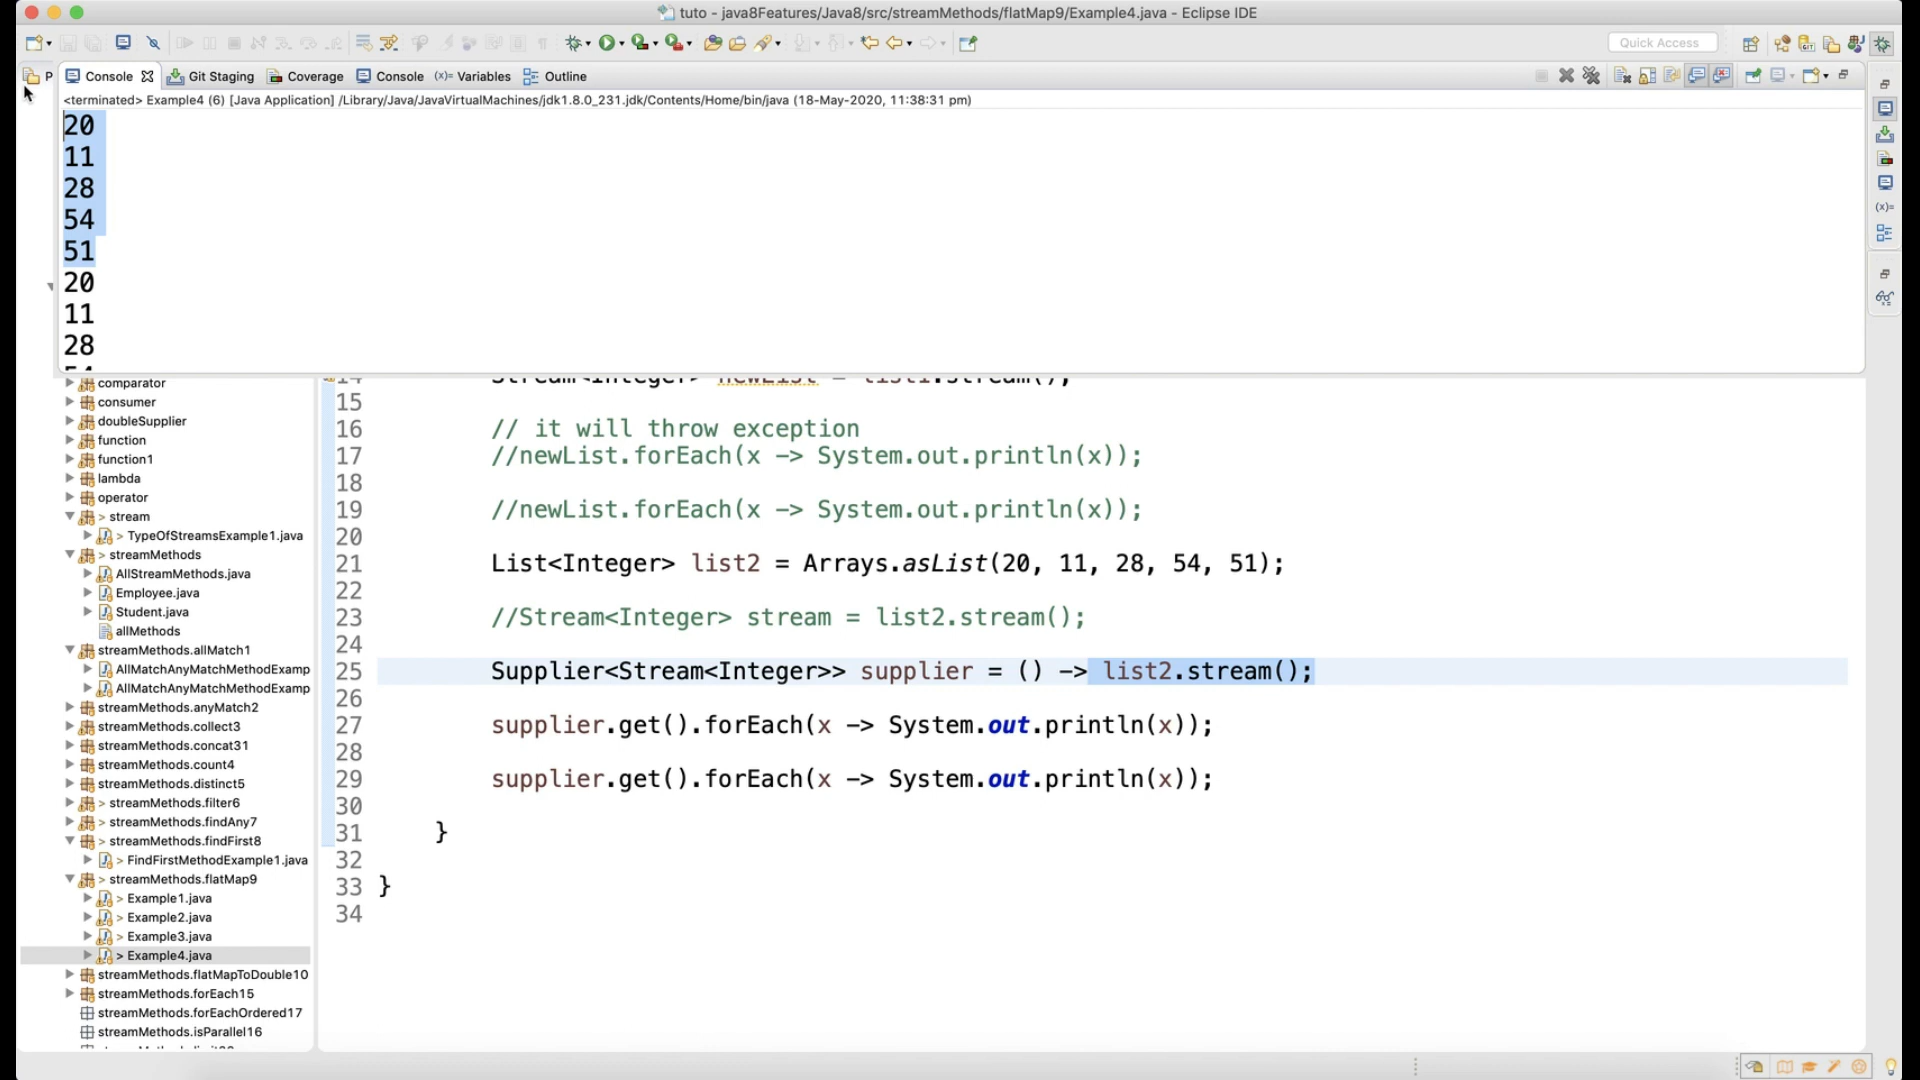 tuto - java8Features/Java8/src/streamMethods/flatMap9/Example4.java - Eclipse IDE
Quick Access
P
Console
Git Staging
Coverage
Console
(x)= Variables
Outline
<terminated> Example4 (6) [Java Application] /Library/Java/JavaVirtualMachines/jdk1.8.0_231.jdk/Contents/Home/bin/java (18-May-2020, 11:38:31 pm)
20
11
28
54
51
20
11
28
54
comparator
consumer
doubleSupplier
function
function1
lambda
operator
> stream
> TypeOfStreamsExample1.java
> streamMethods
AllStreamMethods.java
Employee.java
Student.java
allMethods
streamMethods.allMatch1
AllMatchAnyMatchMethodExamp
AllMatchAnyMatchMethodExamp
streamMethods.anyMatch2
streamMethods.collect3
streamMethods.concat31
streamMethods.count4
streamMethods.distinct5
> streamMethods.filter6
> streamMethods.findAny7
> streamMethods.findFirst8
> FindFirstMethodExample1.java
> streamMethods.flatMap9
> Example1.java
> Example2.java
> Example3.java
> Example4.java
streamMethods.flatMapToDouble10
streamMethods.forEach15
streamMethods.forEachOrdered17
streamMethods.isParallel16
14 Stream<Integer> newList = list1.stream();
15
16 // it will throw exception
17 //newList.forEach(x -> System.out.println(x));
18
19 //newList.forEach(x -> System.out.println(x));
20
21 List<Integer> list2 = Arrays.asList(20, 11, 28, 54, 51);
22
23 //Stream<Integer> stream = list2.stream();
24
25 Supplier<Stream<Integer>> supplier = () -> list2.stream();
26
27 supplier.get().forEach(x -> System.out.println(x));
28
29 supplier.get().forEach(x -> System.out.println(x));
30
31 }
32
33 }
34
(x)=